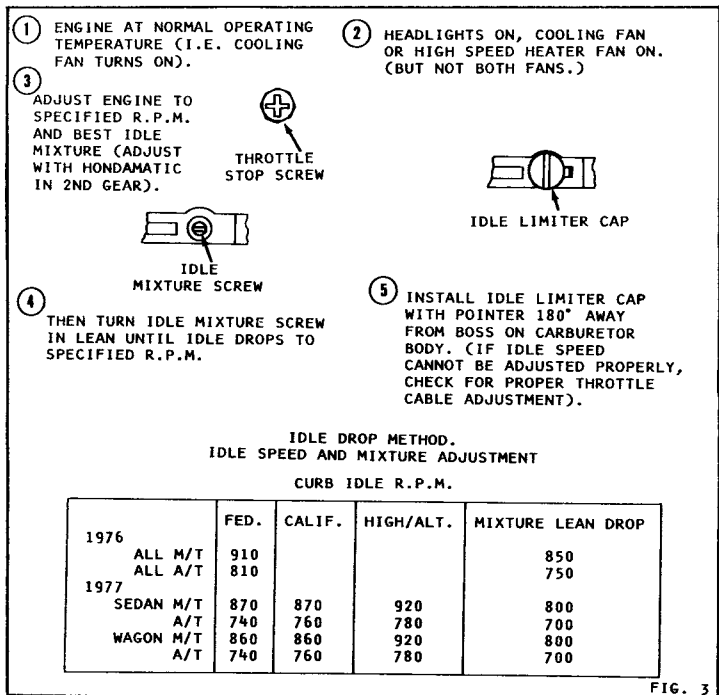 1 ENGINE AT NORMAL OPERATING
TEMPERATURE (I.E. COOLING
FAN TURNS ON).
2 HEADLIGHTS ON, COOLING FAN
OR HIGH SPEED HEATER FAN ON.
(BUT NOT BOTH FANS.)
3
ADJUST ENGINE TO
SPECIFIED R.P.M.
AND BEST IDLE
MIXTURE (ADJUST
WITH HONDAMATIC
IN 2ND GEAR).
THROTTLE
STOP SCREW
IDLE LIMITER CAP
IDLE
MIXTURE SCREW
4
THEN TURN IDLE MIXTURE SCREW
IN LEAN UNTIL IDLE DROPS TO
SPECIFIED R.P.M.
5 INSTALL IDLE LIMITER CAP
WITH POINTER 180° AWAY
FROM BOSS ON CARBURETOR
BODY. (IF IDLE SPEED
CANNOT BE ADJUSTED PROPERLY,
CHECK FOR PROPER THROTTLE
CABLE ADJUSTMENT).
IDLE DROP METHOD.
IDLE SPEED AND MIXTURE ADJUSTMENT
CURB IDLE R.P.M.
FED. CALIF. HIGH/ALT. MIXTURE LEAN DROP
1976
ALL M/T 910 850
ALL A/T 810 750
1977
SEDAN M/T 870 870 920 800
A/T 740 760 780 700
WAGON M/T 860 860 920 800
A/T 740 760 780 700
FIG. 3